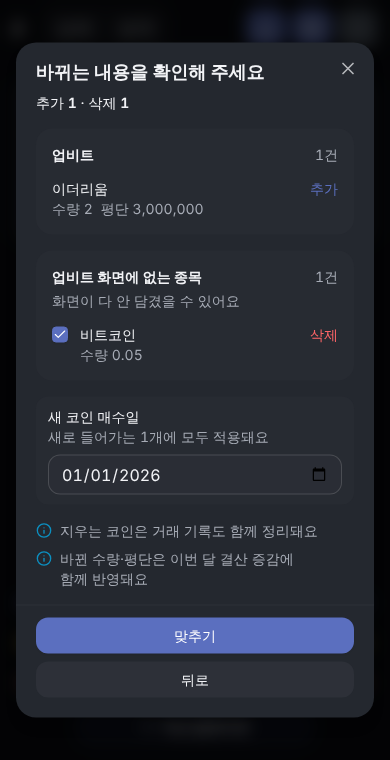 바뀌는 내용을 확인해 주세요
추가 1 · 삭제 1
업비트 1건
이더리움 추가
수량 2 평단 3,000,000
업비트 화면에 없는 종목 1건
화면이 다 안 담겼을 수 있어요
비트코인 삭제
수량 0.05
새 코인 매수일
새로 들어가는 1개에 모두 적용돼요
01/01/2026
지우는 코인은 거래 기록도 함께 정리돼요
바뀐 수량·평단은 이번 달 결산 증감에
함께 반영돼요
맞추기
뒤로